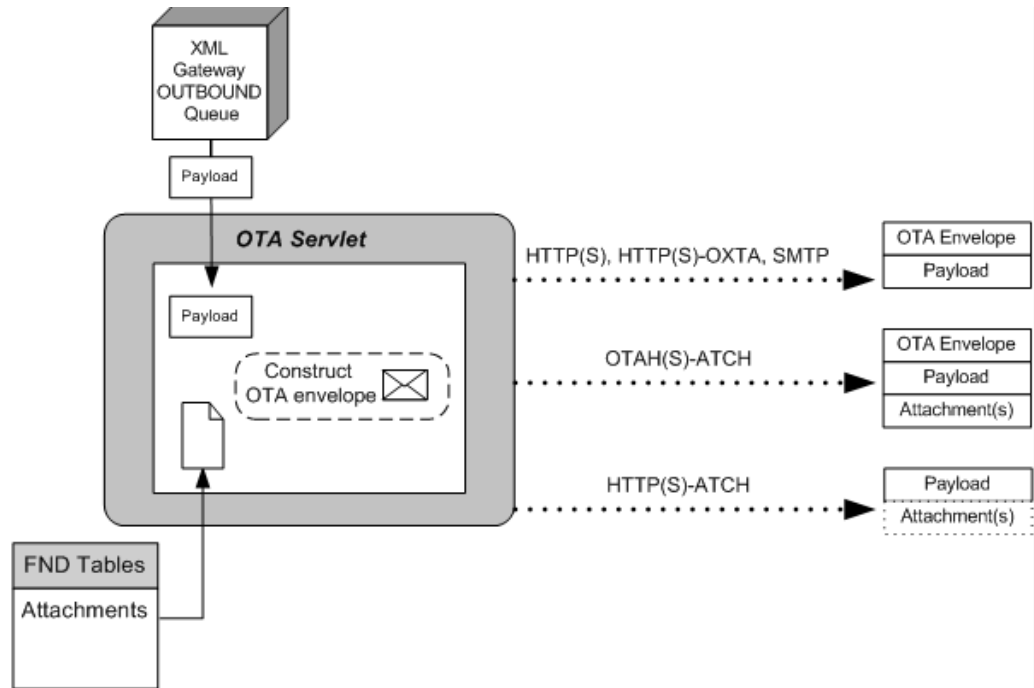 XML
Gateway
OUTBOUND
Queue
Payload
OTA Servlet
Payload
Construct
OTA envelope
FND Tables
Attachments
HTTP(S), HTTP(S)-OXTA, SMTP
OTA Envelope
Payload
OTAH(S)-ATCH
OTA Envelope
Payload
Attachment(s)
HTTP(S)-ATCH
Payload
Attachment(s)